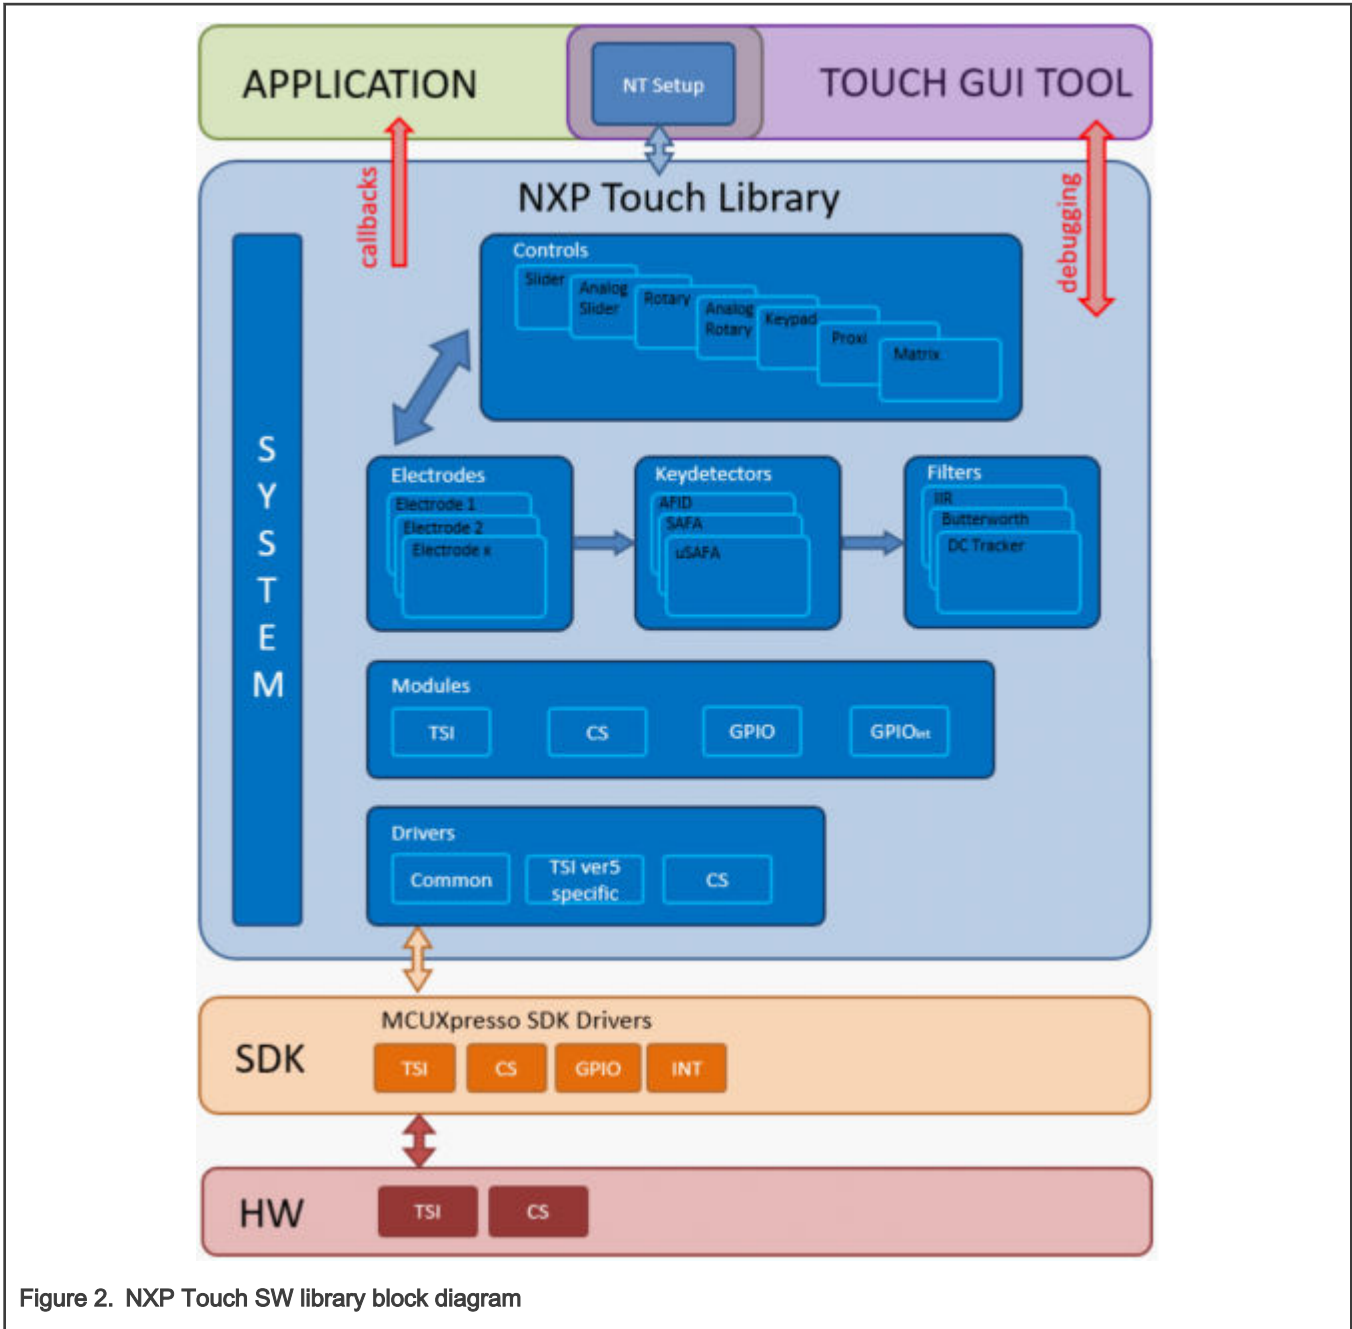 APPLICATION
NT Setup
TOUCH GUI TOOL
callbacks
debugging
NXP Touch Library
SYSTEM
Controls
Slider
Analog
Slider
Rotary
Analog
Rotary
Keypad
Proxi
Matrix
Electrodes
Electrode 1
Electrode 2
Electrode x
Keydetectors
AFID
SAFA
uSAFA
Filters
IIR
Butterworth
DC Tracker
Modules
TSI
CS
GPIO
GPIOint
Drivers
Common
TSI ver5
specific
CS
SDK
MCUXpresso SDK Drivers
TSI
CS
GPIO
INT
HW
TSI
CS
Figure 2. NXP Touch SW library block diagram